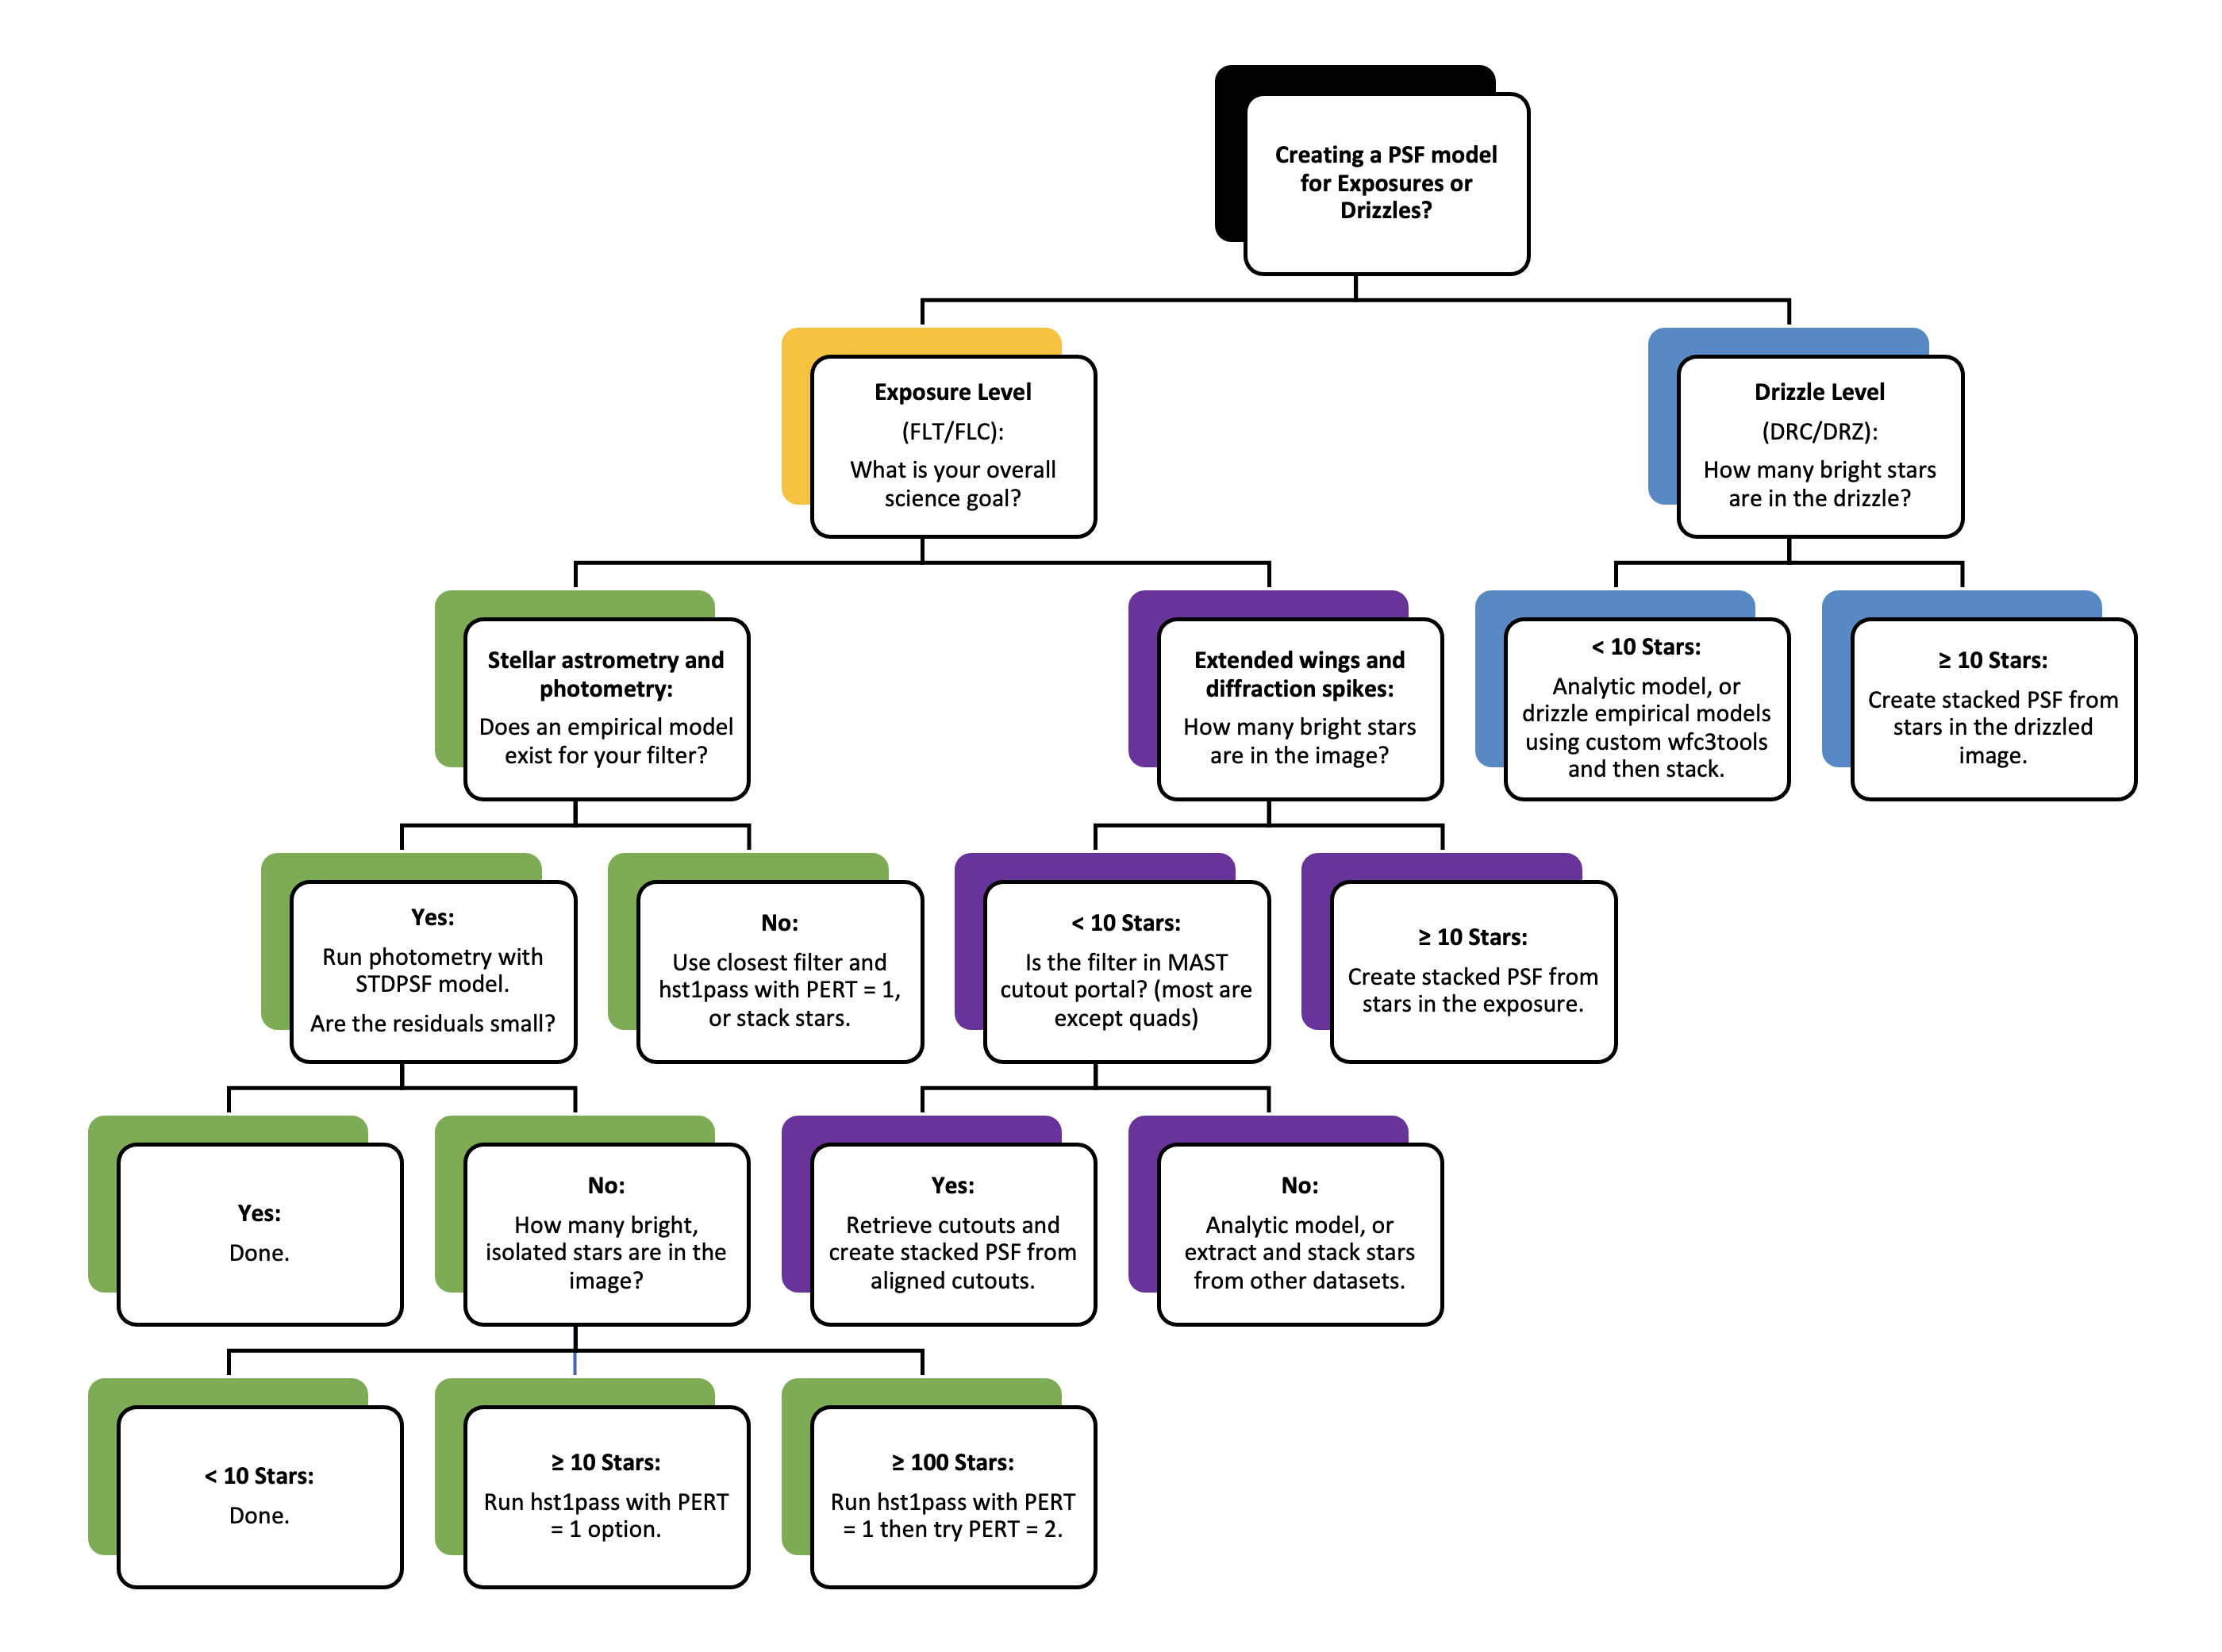 Creating a PSF model
for Exposures or
Drizzles?
Exposure Level
(FLT/FLC):
What is your overall
science goal?
Drizzle Level
(DRC/DRZ):
How many bright stars
are in the drizzle?
Stellar astrometry and
photometry:
Does an empirical model
exist for your filter?
Extended wings and
diffraction spikes:
How many bright stars
are in the image?
< 10 Stars:
Analytic model, or
drizzle empirical models
using custom wfc3tools
and then stack.
≥ 10 Stars:
Create stacked PSF from
stars in the drizzled
image.
Yes:
Run photometry with
STDPSF model.
Are the residuals small?
No:
Use closest filter and
hst1pass with PERT = 1,
or stack stars.
< 10 Stars:
Is the filter in MAST
cutout portal? (most are
except quads)
≥ 10 Stars:
Create stacked PSF from
stars in the exposure.
Yes:
Done.
No:
How many bright,
isolated stars are in the
image?
Yes:
Retrieve cutouts and
create stacked PSF from
aligned cutouts.
No:
Analytic model, or
extract and stack stars
from other datasets.
< 10 Stars:
Done.
≥ 10 Stars:
Run hst1pass with PERT
= 1 option.
≥ 100 Stars:
Run hst1pass with PERT
= 1 then try PERT = 2.